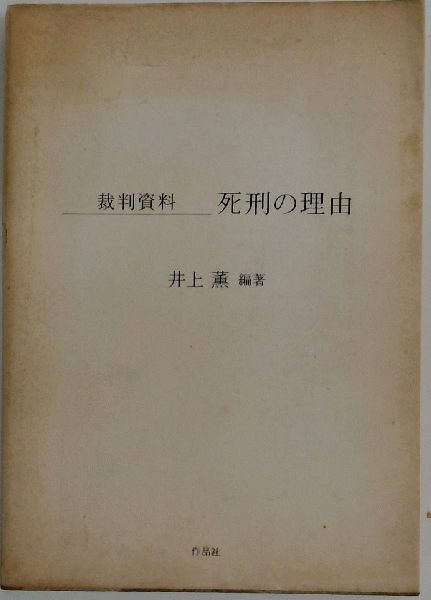 裁判資料 死刑の理由
井上 薫 編著
作品社